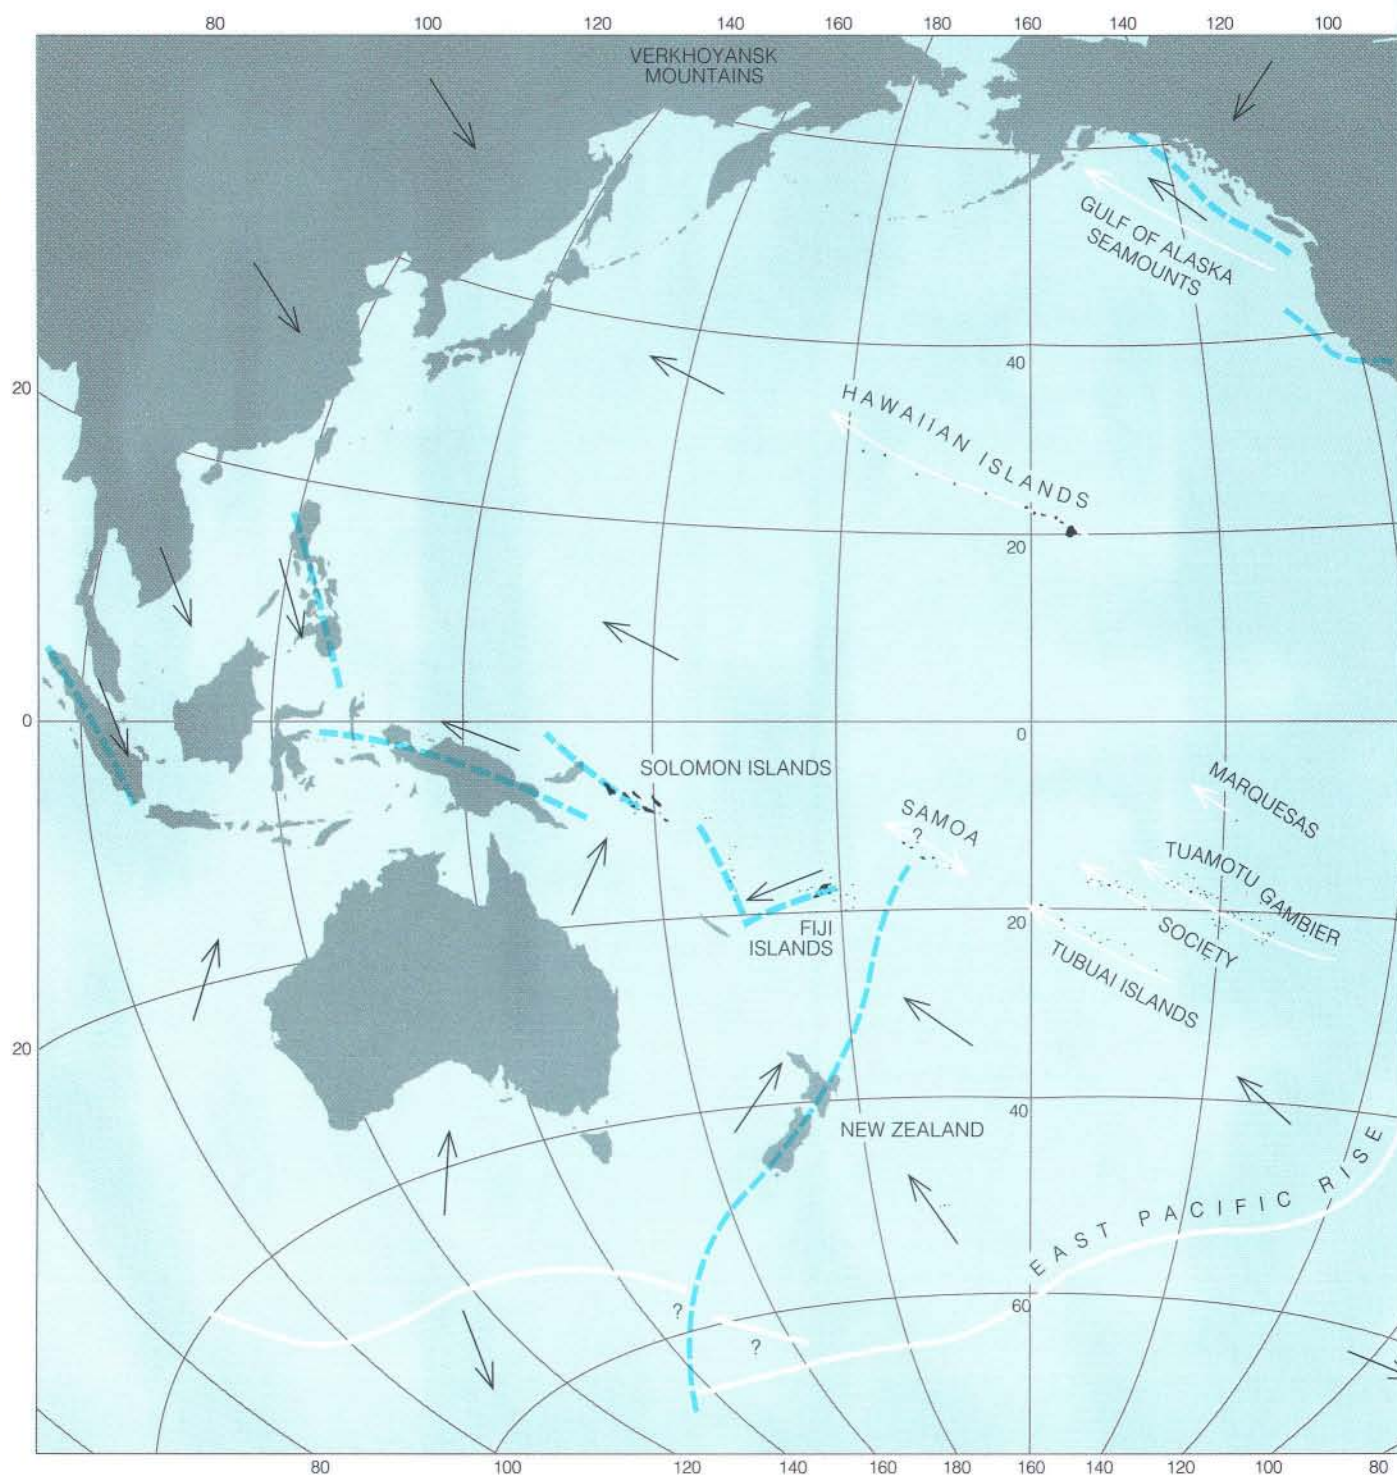 80 100 120 140 160 180 160 140 120 100
VERKHOYANSK
MOUNTAINS
GULF OF ALASKA
SEAMOUNTS
20
40
HAWAIIAN ISLANDS
20
0
0
SOLOMON ISLANDS
MARQUESAS
SAMOA
?
TUAMOTU GAMBIER
SOCIETY
FIJI
ISLANDS
20
TUBUAI ISLANDS
20
40
NEW ZEALAND
EAST PACIFIC RISE
60
?
?
80 100 120 140 160 180 160 140 120 100 80